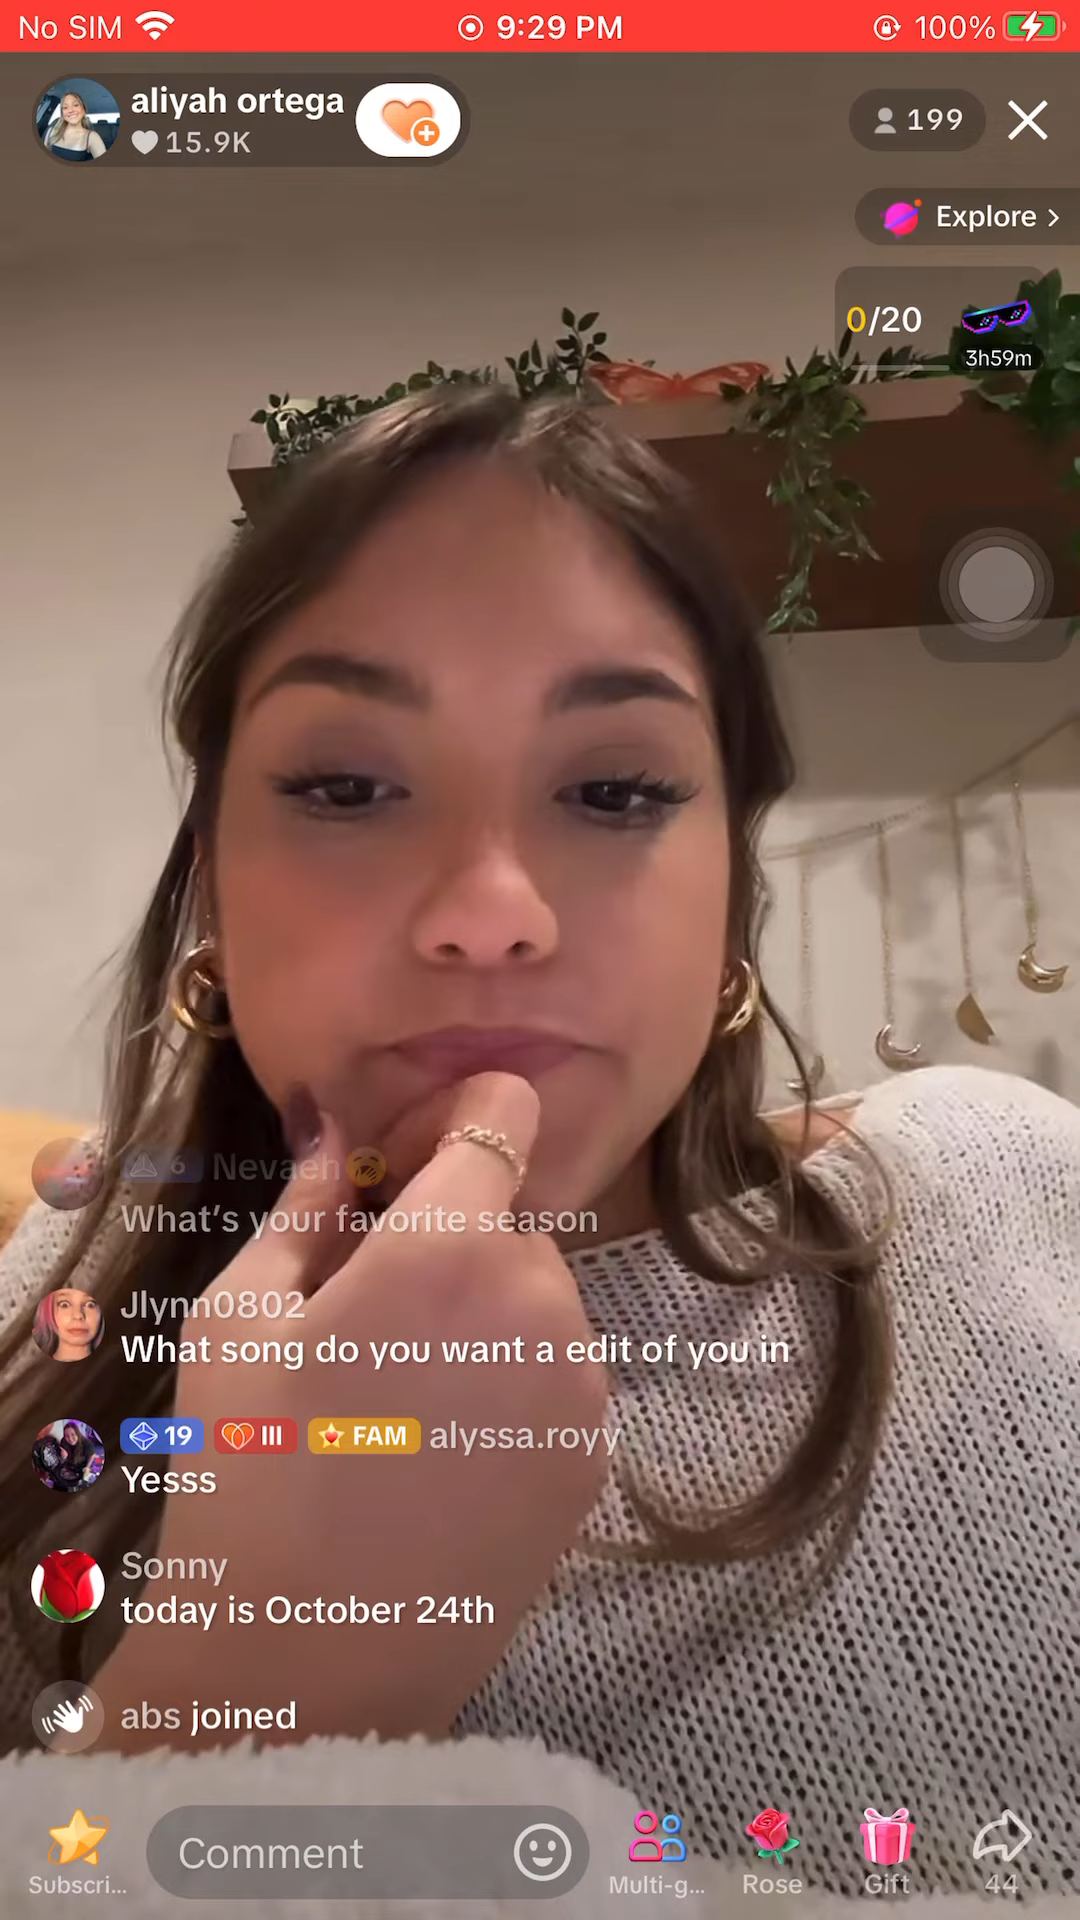 No SIM 9:29 PM 100%
aliyah ortega
15.9K
199
Explore >
0/20
3h59m
6 Nevaeh
What's your favorite season
Jlynn0802
What song do you want a edit of you in
19 III FAM alyssa.royy
Yesss
Sonny
today is October 24th
abs joined
Comment
Subscri... Multi-g... Rose Gift 44